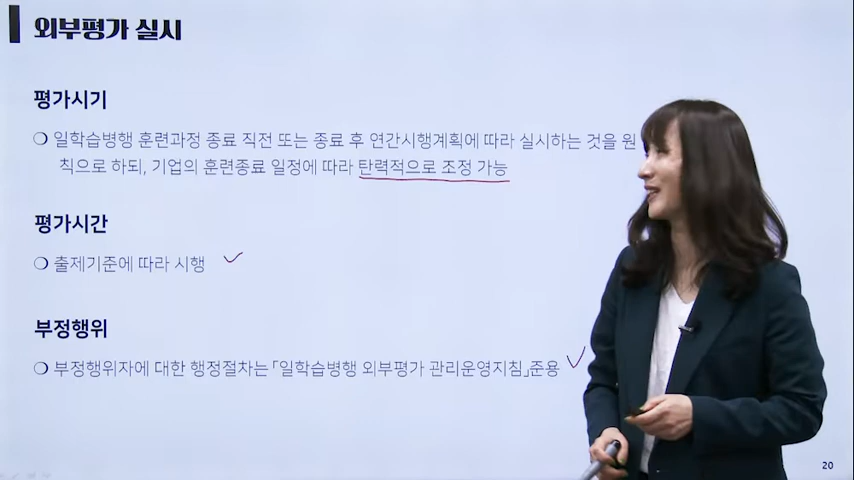 외부평가 실시
평가시기
❍ 일학습병행 훈련과정 종료 직전 또는 종료 후 연간시행계획에 따라 실시하는 것을 원
칙으로 하되, 기업의 훈련종료 일정에 따라 탄력적으로 조정 가능
평가시간
❍ 출제기준에 따라 시행
부정행위
❍ 부정행위자에 대한 행정절차는 「일학습병행 외부평가 관리운영지침」준용
20